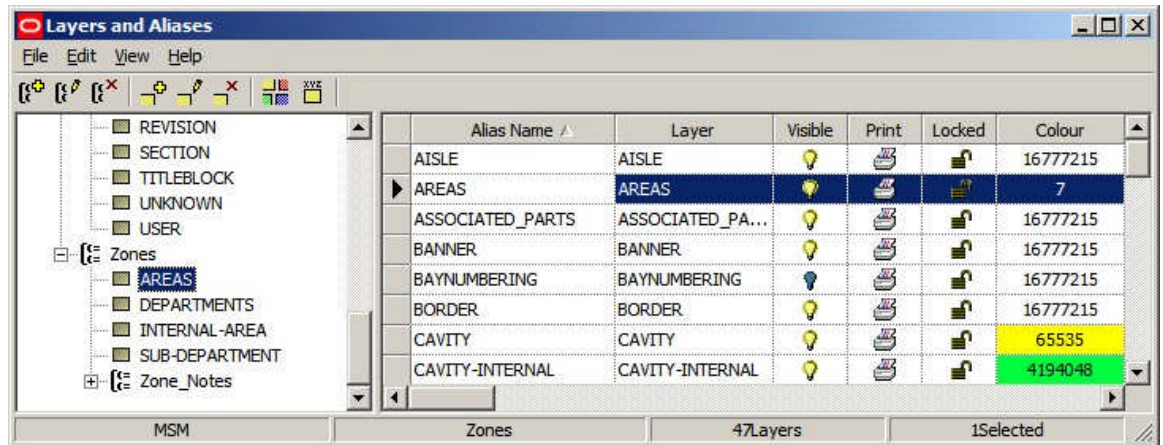 Layers and Aliases
File Edit View Help
XYZ
REVISION
SECTION
TITLEBLOCK
UNKNOWN
USER
Zones
AREAS
DEPARTMENTS
INTERNAL-AREA
SUB-DEPARTMENT
Zone_Notes
Alias Name Layer Visible Print Locked Colour
AISLE AISLE 16777215
AREAS AREAS 7
ASSOCIATED_PARTS ASSOCIATED_PA... 16777215
BANNER BANNER 16777215
BAYNUMBERING BAYNUMBERING 16777215
BORDER BORDER 16777215
CAVITY CAVITY 65535
CAVITY-INTERNAL CAVITY-INTERNAL 4194048
MSM Zones 47Layers 1Selected